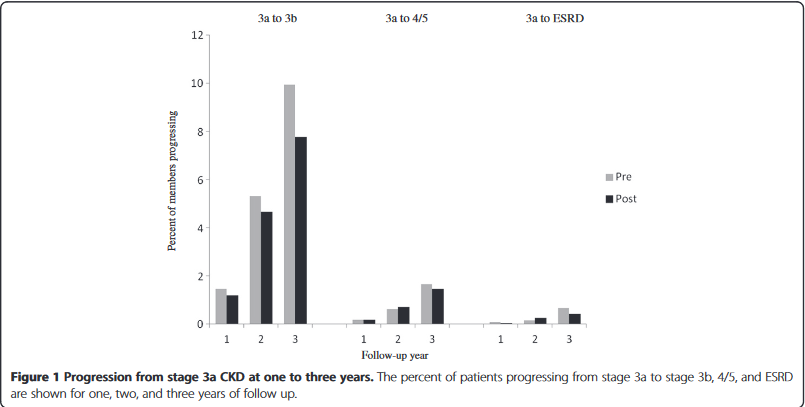 3a to 3b 3a to 4/5 3a to ESRD
12
10
8
6
4
2
0
Percent of members progressing
Pre
Post
1 2 3 1 2 3 1 2 3
Follow-up year
Figure 1 Progression from stage 3a CKD at one to three years. The percent of patients progressing from stage 3a to stage 3b, 4/5, and ESRD
are shown for one, two, and three years of follow up.